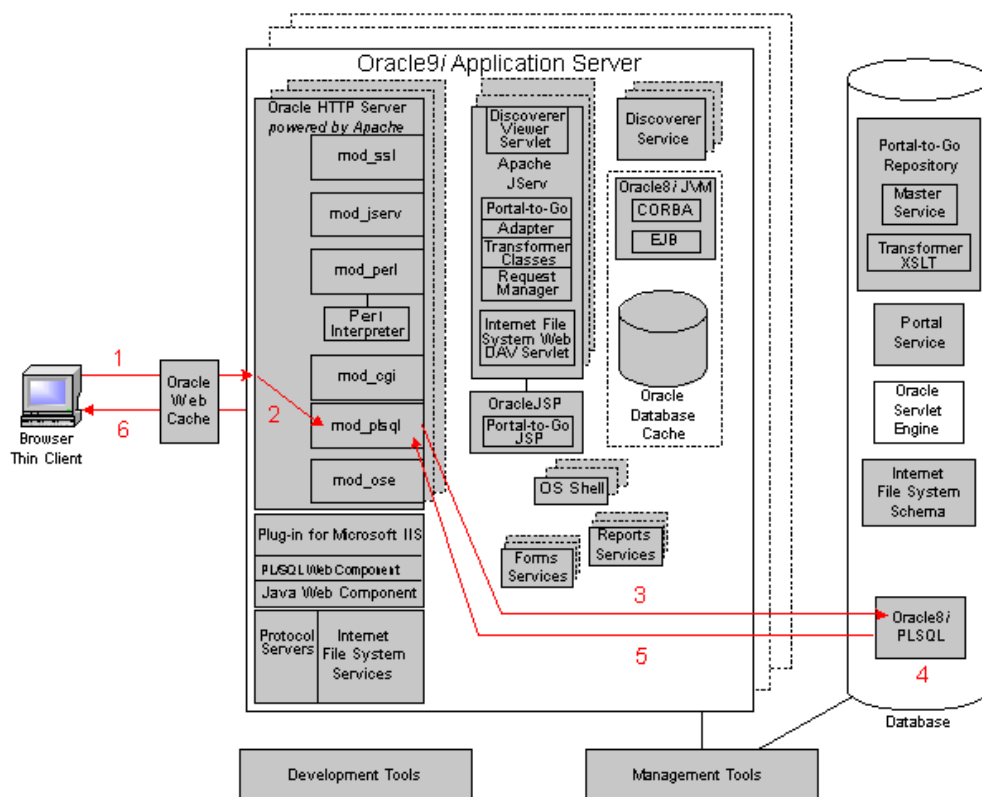 Oracle9i Application Server
Oracle HTTP Server
powered by Apache
mod_ssl
mod_jserv
mod_perl
Perl
Interpreter
mod_cgi
mod_plsql
mod_ose
Plug-in for Microsoft IIS
PL/SQL Web Component
Java Web Component
Protocol
Servers
Internet
File System
Services
Discoverer
Viewer
Servlet
Apache
JServ
Portal-to-Go
Adapter
Transformer
Classes
Request
Manager
Internet File
System Web
DAV Servlet
OracleJSP
Portal-to-Go
JSP
OS Shell
Forms
Services
Reports
Services
Discoverer
Service
Oracle8i JVM
CORBA
EJB
Oracle
Database
Cache
Portal-to-Go
Repository
Master
Service
Transformer
XSLT
Portal
Service
Oracle
Servlet
Engine
Internet
File System
Schema
Oracle8i
PLSQL
4
Database
1
2
3
5
6
Oracle
Web
Cache
Browser
Thin Client
Development Tools
Management Tools